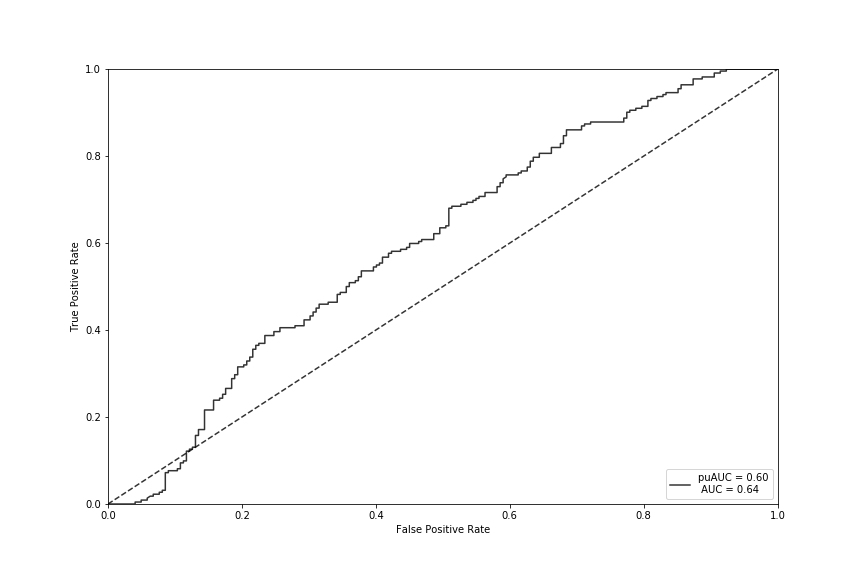 1.0
0.8
0.6
0.4
0.2
0.0
True Positive Rate
0.0 0.2 0.4 0.6 0.8 1.0
False Positive Rate
puAUC = 0.60
AUC = 0.64